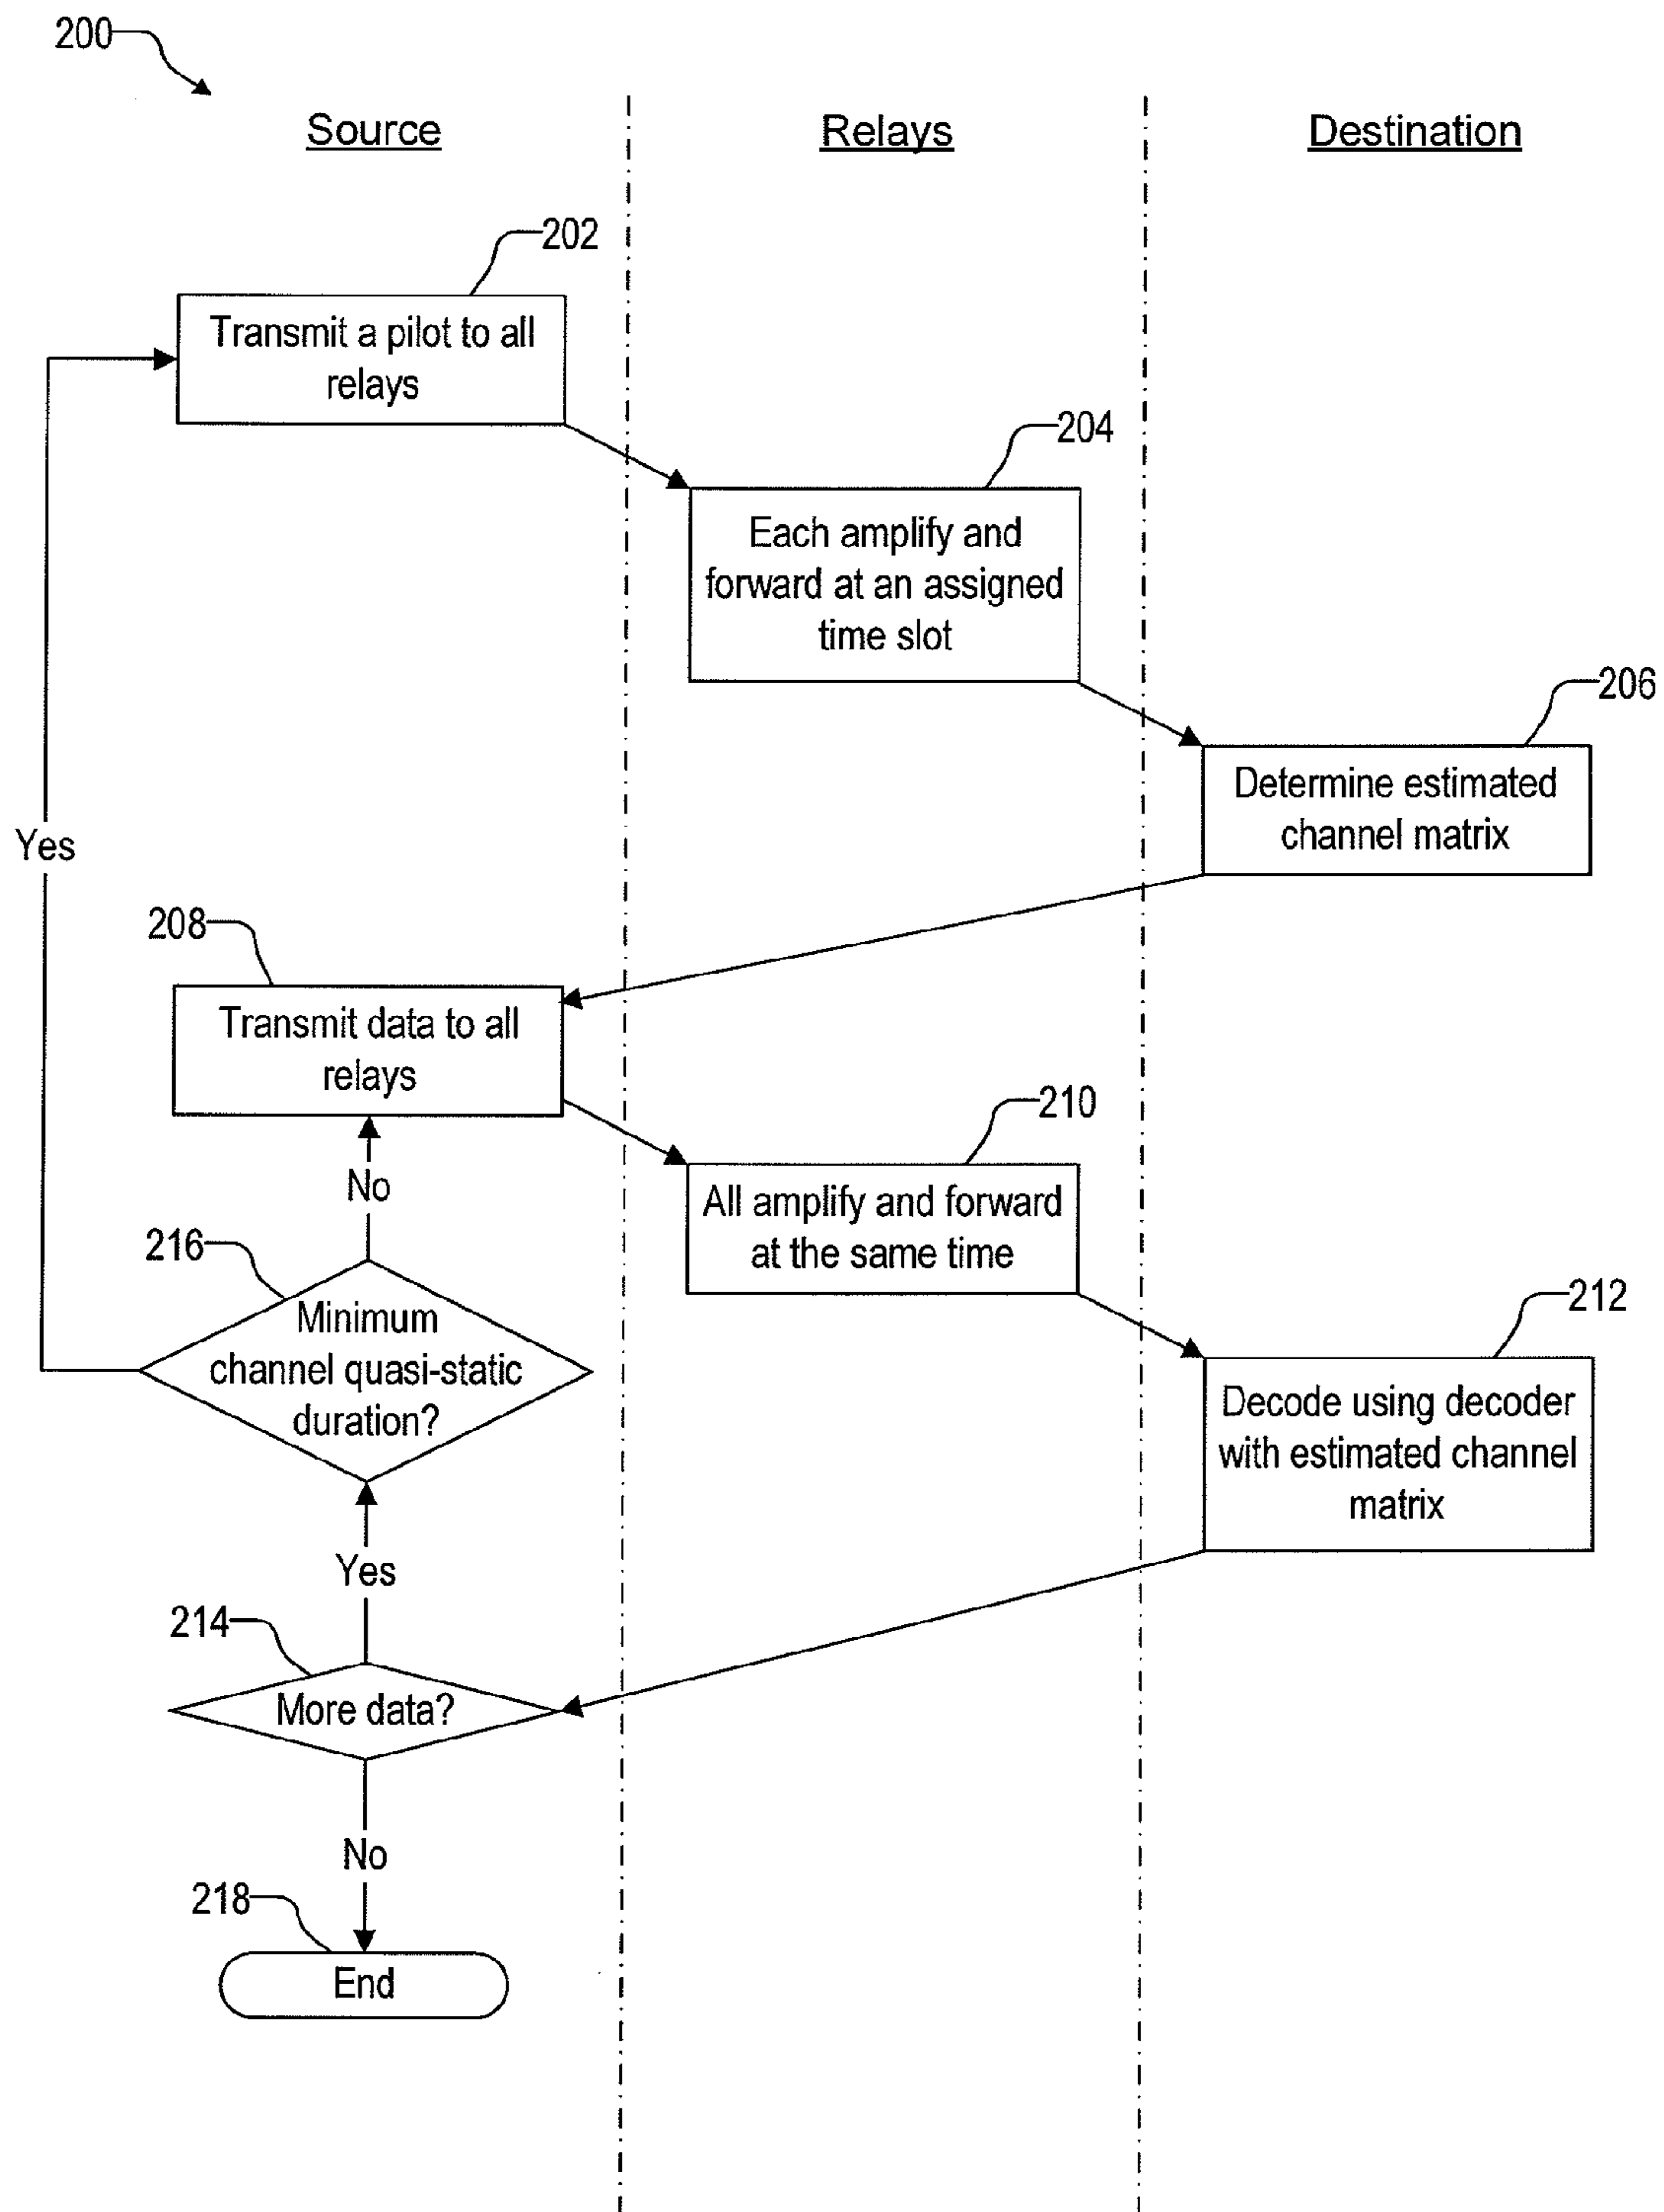 200
Source
Relays
Destination
202
Transmit a pilot to all
relays
204
Each amplify and
forward at an assigned
time slot
206
Determine estimated
channel matrix
Yes
208
Transmit data to all
relays
210
All amplify and forward
at the same time
No
216
Minimum
channel quasi-static
duration?
212
Decode using decoder
with estimated channel
matrix
Yes
214
More data?
No
218
End